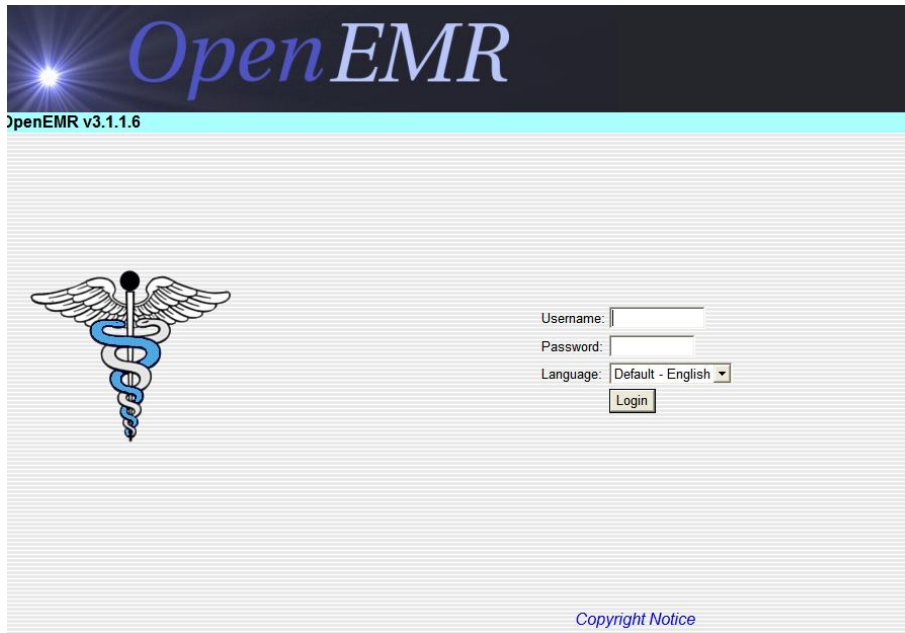 OpenEMR
OpenEMR v3.1.1.6
Username:
Password:
Language: Default - English
Login
Copyright Notice